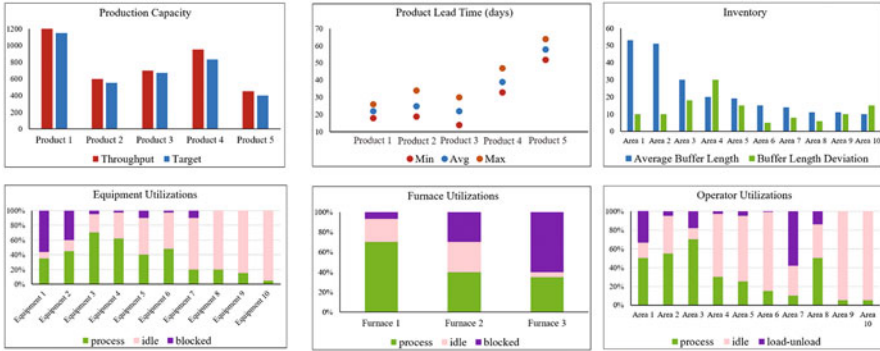 Production Capacity
1200
1000
800
600
400
200
0
Product 1 Product 2 Product 3 Product 4 Product 5
Throughput Target
Product Lead Time (days)
70
60
50
40
30
20
10
Product 1 Product 2 Product 3 Product 4 Product 5
Min Avg Max
Inventory
60
50
40
30
20
10
0
Area 1 Area 2 Area 3 Area 4 Area 5 Area 6 Area 7 Area 8 Area 9 Area 10
Average Buffer Length Buffer Length Deviation
Equipment Utilizations
100%
80%
60%
40%
20%
0%
Equipment 1 Equipment 2 Equipment 3 Equipment 4 Equipment 5 Equipment 6 Equipment 7 Equipment 8 Equipment 9 Equipment 10
process idle blocked
Furnace Utilizations
100%
80%
60%
40%
20%
0%
Furnace 1 Furnace 2 Furnace 3
process idle blocked
Operator Utilizations
100%
80%
60%
40%
20%
0%
Area 1 Area 2 Area 3 Area 4 Area 5 Area 6 Area 7 Area 8 Area 9 Area
10
process idle load-unload